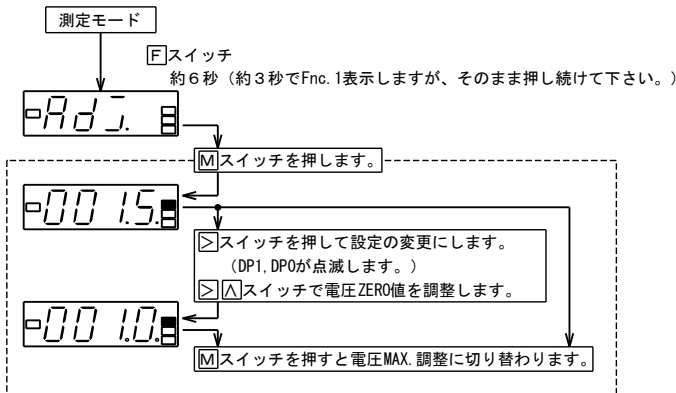 測定モード
Fスイッチ
約6秒（約3秒でFnc.1表示しますが、そのまま押し続けて下さい。）
Adj.
Mスイッチを押します。
001.5.
>スイッチを押して設定の変更にします。
（DP1,DP0が点滅します。）
>∧スイッチで電圧ZERO値を調整します。
001.0.
Mスイッチを押すと電圧MAX.調整に切り替わります。